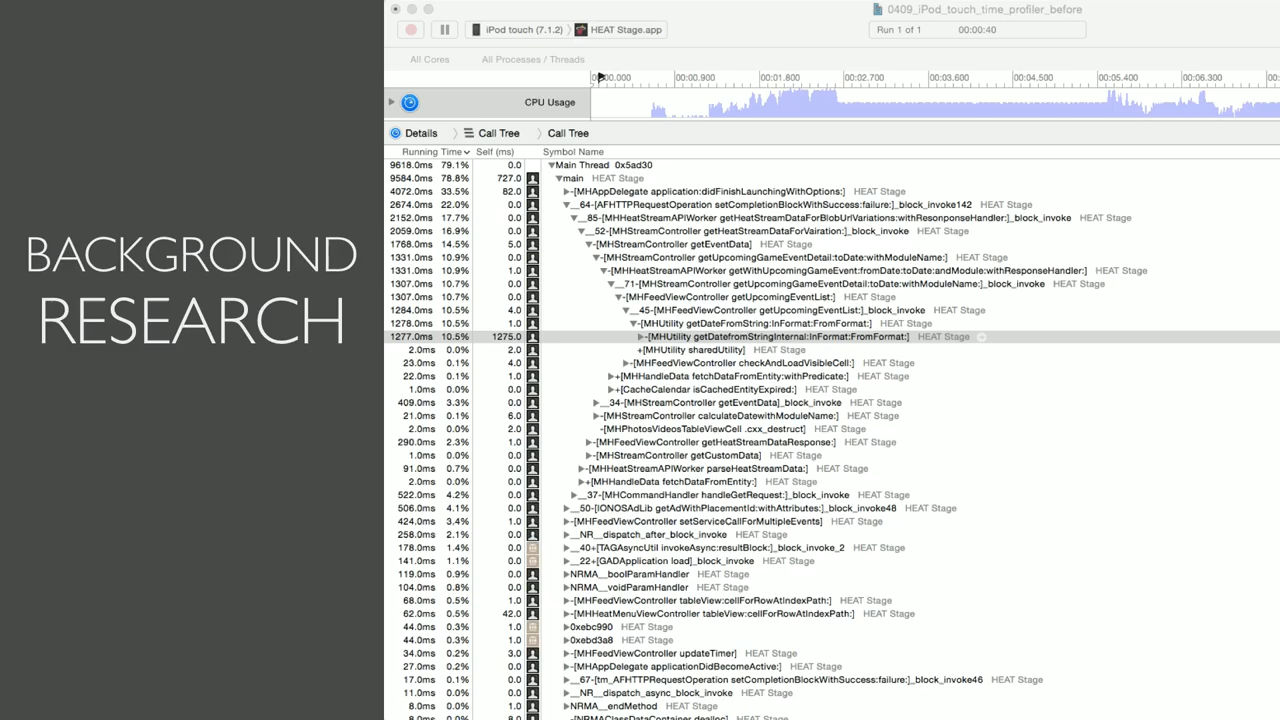 BACKGROUND
RESEARCH
0409_iPod_touch_time_profiler_before
iPod touch (7.1.2) HEAT Stage.app
Run 1 of 1 00:00:40
All Cores All Processes / Threads
00:00.000 00:00.900 00:01.800 00:02.700 00:03.600 00:04.500 00:05.400 00:06.300
CPU Usage
Details Call Tree Call Tree
Running Time Self (ms) Symbol Name
9618.0ms 79.1% 0.0 Main Thread 0x5ad30
9584.0ms 78.8% 727.0 main HEAT Stage
4072.0ms 33.5% 82.0 -[MHAppDelegate application:didFinishLaunchingWithOptions:] HEAT Stage
2674.0ms 22.0% 0.0 __64-[AFHTTPRequestOperation setCompletionBlockWithSuccess:failure:]_block_invoke142 HEAT Stage
2152.0ms 17.7% 0.0 __85-[MHHeatStreamAPIWorker getHeatStreamDataForBlobUrlVariations:withResonponseHandler:]_block_invoke HEAT Stage
2059.0ms 16.9% 0.0 __52-[MHStreamController getHeatStreamDataForVairation:]_block_invoke HEAT Stage
1768.0ms 14.5% 5.0 -[MHStreamController getEventData] HEAT Stage
1331.0ms 10.9% 0.0 -[MHStreamController getUpcomingGameEventDetail:toDate:withModuleName:] HEAT Stage
1331.0ms 10.9% 1.0 -[MHHeatStreamAPIWorker getWithUpcomingGameEvent:fromDate:toDate:andModule:withResponseHandler:] HEAT Stage
1307.0ms 10.7% 0.0 __71-[MHStreamController getUpcomingGameEventDetail:toDate:withModuleName:]_block_invoke HEAT Stage
1307.0ms 10.7% 0.0 -[MHFeedViewController getUpcomingEventList:] HEAT Stage
1284.0ms 10.5% 4.0 __45-[MHFeedViewController getUpcomingEventList:]_block_invoke HEAT Stage
1278.0ms 10.5% 1.0 -[MHUtility getDateFromString:InFormat:FromFormat:] HEAT Stage
1277.0ms 10.5% 1275.0 -[MHUtility getDatefromStringInternal:InFormat:FromFormat:] HEAT Stage
2.0ms 0.0% 2.0 +[MHUtility sharedUtility] HEAT Stage
23.0ms 0.1% 4.0 -[MHFeedViewController checkAndLoadVisibleCell:] HEAT Stage
22.0ms 0.1% 1.0 +[MHHandleData fetchDataFromEntity:withPredicate:] HEAT Stage
1.0ms 0.0% 0.0 +[CacheCalendar isCachedEntityExpired:] HEAT Stage
409.0ms 3.3% 0.0 __34-[MHStreamController getEventData]_block_invoke HEAT Stage
21.0ms 0.1% 6.0 -[MHStreamController calculateDatewithModuleName:] HEAT Stage
2.0ms 0.0% 2.0 -[MHPhotosVideosTableViewCell .cxx_destruct] HEAT Stage
290.0ms 2.3% 1.0 -[MHFeedViewController getHeatStreamDataResponse:] HEAT Stage
1.0ms 0.0% 0.0 -[MHStreamController getCustomData] HEAT Stage
91.0ms 0.7% 0.0 -[MHHeatStreamAPIWorker parseHeatStreamData:] HEAT Stage
2.0ms 0.0% 0.0 +[MHHandleData fetchDataFromEntity:] HEAT Stage
522.0ms 4.2% 0.0 __37-[MHCommandHandler handleGetRequest:]_block_invoke HEAT Stage
506.0ms 4.1% 0.0 __50-[IONOSAdLib getAdWithPlacementId:withAttributes:]_block_invoke48 HEAT Stage
424.0ms 3.4% 1.0 -[MHFeedViewController setServiceCallForMultipleEvents] HEAT Stage
258.0ms 2.1% 0.0 __NR__dispatch_after_block_invoke HEAT Stage
178.0ms 1.4% 0.0 __40+[TAGAsyncUtil invokeAsync:resultBlock:]_block_invoke_2 HEAT Stage
141.0ms 1.1% 0.0 __22+[GADApplication load]_block_invoke HEAT Stage
119.0ms 0.9% 0.0 NRMA__boolParamHandler HEAT Stage
104.0ms 0.8% 0.0 NRMA__voidParamHandler HEAT Stage
68.0ms 0.5% 1.0 -[MHFeedViewController tableView:cellForRowAtIndexPath:] HEAT Stage
62.0ms 0.5% 42.0 -[MHHeatMenuViewController tableView:cellForRowAtIndexPath:] HEAT Stage
44.0ms 0.3% 1.0 0xebc990 HEAT Stage
44.0ms 0.3% 1.0 0xebd3a8 HEAT Stage
34.0ms 0.2% 3.0 -[MHFeedViewController updateTimer] HEAT Stage
27.0ms 0.2% 0.0 -[MHAppDelegate applicationDidBecomeActive:] HEAT Stage
17.0ms 0.1% 0.0 __67-[tm_AFHTTPRequestOperation setCompletionBlockWithSuccess:failure:]_block_invoke46 HEAT Stage
11.0ms 0.0% 0.0 __NR__dispatch_async_block_invoke HEAT Stage
8.0ms 0.0% 1.0 NRMA__endMethod HEAT Stage
8.0ms 0.0% 8.0 -[NRMAClassDataContainer dealloc] HEAT Stage